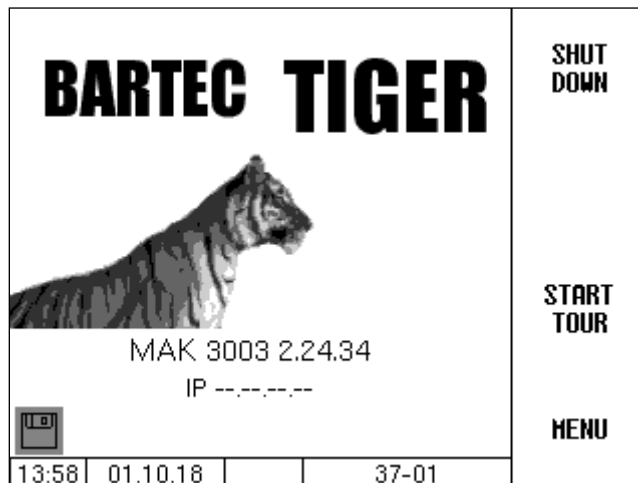 BARTEC TIGER
MAK 3003 2.24.34
IP --.--.--.--
13:58 01.10.18 37-01
SHUT
DOWN
START
TOUR
MENU